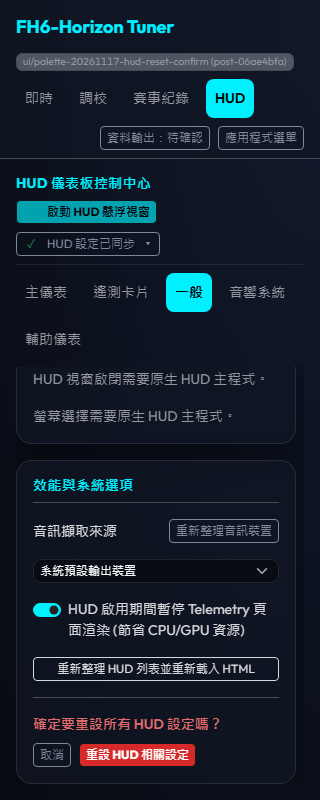 FH6-Horizon Tuner
ui/palette-20261117-hud-reset-confirm (post-06ae4bfa)
即時 調校 賽事紀錄 HUD
資料輸出：待確認 應用程式選單
HUD 儀表板控制中心
啟動 HUD 懸浮視窗
✓ HUD 設定已同步
主儀表 遙測卡片 一般 音響系統
輔助儀表
HUD 視窗啟閉需要原生 HUD 主程式。
螢幕選擇需要原生 HUD 主程式。
效能與系統選項
音訊擷取來源 重新整理音訊裝置
系統預設輸出裝置
HUD 啟用期間暫停 Telemetry 頁
面渲染 (節省 CPU/GPU 資源)
重新整理 HUD 列表並重新載入 HTML
確定要重設所有 HUD 設定嗎？
取消 重設 HUD 相關設定